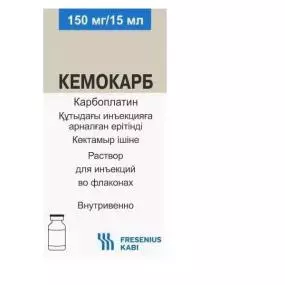 150 мг/15 мл
КЕМОКАРБ
Карбоплатин
Құтыдағы инъекцияға
арналған ерітінді
Көктамыр ішіне
Раствор
для инъекций
во флаконах
Внутривенно
FRESENIUS
KABI